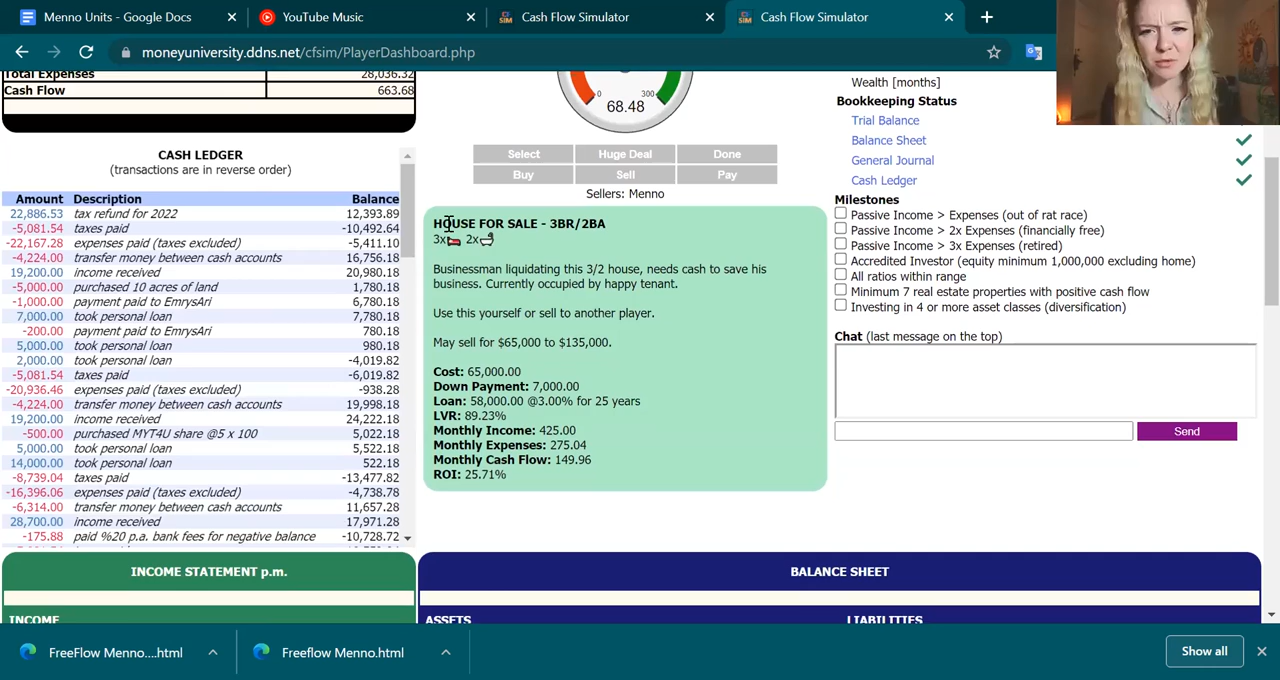 Menno Units - Google Docs
YouTube Music
Cash Flow Simulator
Cash Flow Simulator
moneyuniversity.ddns.net/cfsim/PlayerDashboard.php
Total Expenses 28,036.32
Cash Flow 663.68
CASH LEDGER
(transactions are in reverse order)
Amount Description Balance
22,886.53 tax refund for 2022 12,393.89
-5,081.54 taxes paid -10,492.64
-22,167.28 expenses paid (taxes excluded) -5,411.10
-4,224.00 transfer money between cash accounts 16,756.18
19,200.00 income received 20,980.18
-5,000.00 purchased 10 acres of land 1,780.18
-1,000.00 payment paid to EmrysAri 6,780.18
7,000.00 took personal loan 7,780.18
-200.00 payment paid to EmrysAri 780.18
5,000.00 took personal loan 980.18
2,000.00 took personal loan -4,019.82
-5,081.54 taxes paid -6,019.82
-20,936.46 expenses paid (taxes excluded) -938.28
-4,224.00 transfer money between cash accounts 19,998.18
19,200.00 income received 24,222.18
-500.00 purchased MYT4U share @5 x 100 5,022.18
5,000.00 took personal loan 5,522.18
14,000.00 took personal loan 522.18
-8,739.04 taxes paid -13,477.82
-16,396.06 expenses paid (taxes excluded) -4,738.78
-6,314.00 transfer money between cash accounts 11,657.28
28,700.00 income received 17,971.28
-175.88 paid %20 p.a. bank fees for negative balance -10,728.72
0 300
68.48
Select Huge Deal Done
Buy Sell Pay
Sellers: Menno
HOUSE FOR SALE - 3BR/2BA
3x 2x
Businessman liquidating this 3/2 house, needs cash to save his
business. Currently occupied by happy tenant.
Use this yourself or sell to another player.
May sell for $65,000 to $135,000.
Cost: 65,000.00
Down Payment: 7,000.00
Loan: 58,000.00 @3.00% for 25 years
LVR: 89.23%
Monthly Income: 425.00
Monthly Expenses: 275.04
Monthly Cash Flow: 149.96
ROI: 25.71%
Wealth [months]
Bookkeeping Status
Trial Balance
Balance Sheet
General Journal
Cash Ledger
Milestones
Passive Income > Expenses (out of rat race)
Passive Income > 2x Expenses (financially free)
Passive Income > 3x Expenses (retired)
Accredited Investor (equity minimum 1,000,000 excluding home)
All ratios within range
Minimum 7 real estate properties with positive cash flow
Investing in 4 or more asset classes (diversification)
Chat (last message on the top)
Send
INCOME STATEMENT p.m.
INCOME
BALANCE SHEET
ASSETS LIABILITIES
FreeFlow Menno....html
Freeflow Menno.html
Show all